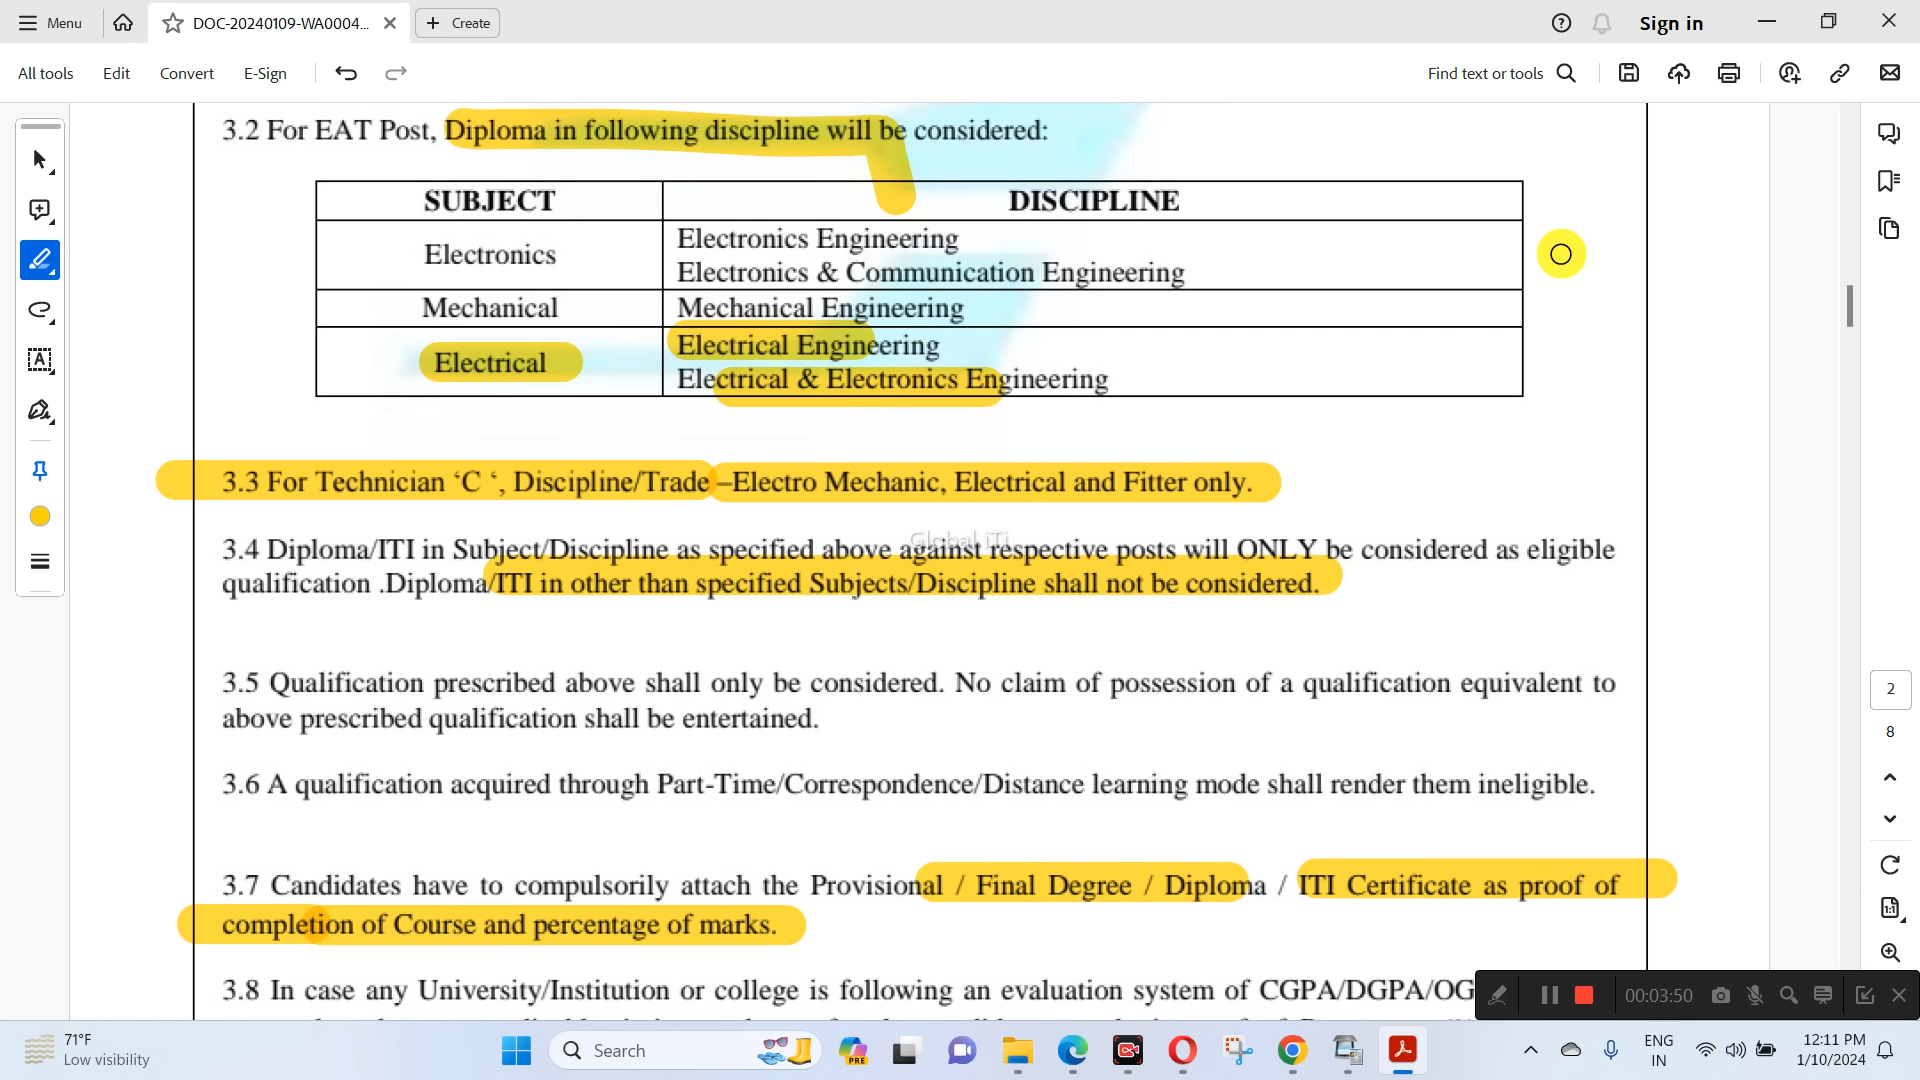 Menu
DOC-20240109-WA0004...
Create
Sign in
All tools
Edit
Convert
E-Sign
Find text or tools
3.2 For EAT Post, Diploma in following discipline will be considered:
SUBJECT DISCIPLINE
Electronics
Electronics Engineering
Electronics & Communication Engineering
Mechanical Mechanical Engineering
Electrical
Electrical Engineering
Electrical & Electronics Engineering
3.3 For Technician ‘C ‘, Discipline/Trade –Electro Mechanic, Electrical and Fitter only.
Global iTi
3.4 Diploma/ITI in Subject/Discipline as specified above against respective posts will ONLY be considered as eligible
qualification .Diploma/ITI in other than specified Subjects/Discipline shall not be considered.
3.5 Qualification prescribed above shall only be considered. No claim of possession of a qualification equivalent to
above prescribed qualification shall be entertained.
3.6 A qualification acquired through Part-Time/Correspondence/Distance learning mode shall render them ineligible.
3.7 Candidates have to compulsorily attach the Provisional / Final Degree / Diploma / ITI Certificate as proof of
completion of Course and percentage of marks.
3.8 In case any University/Institution or college is following an evaluation system of CGPA/DGPA/OG
2
8
1:1
00:03:50
71°F
Low visibility
Search
PRE
ENG
IN
12:11 PM
1/10/2024